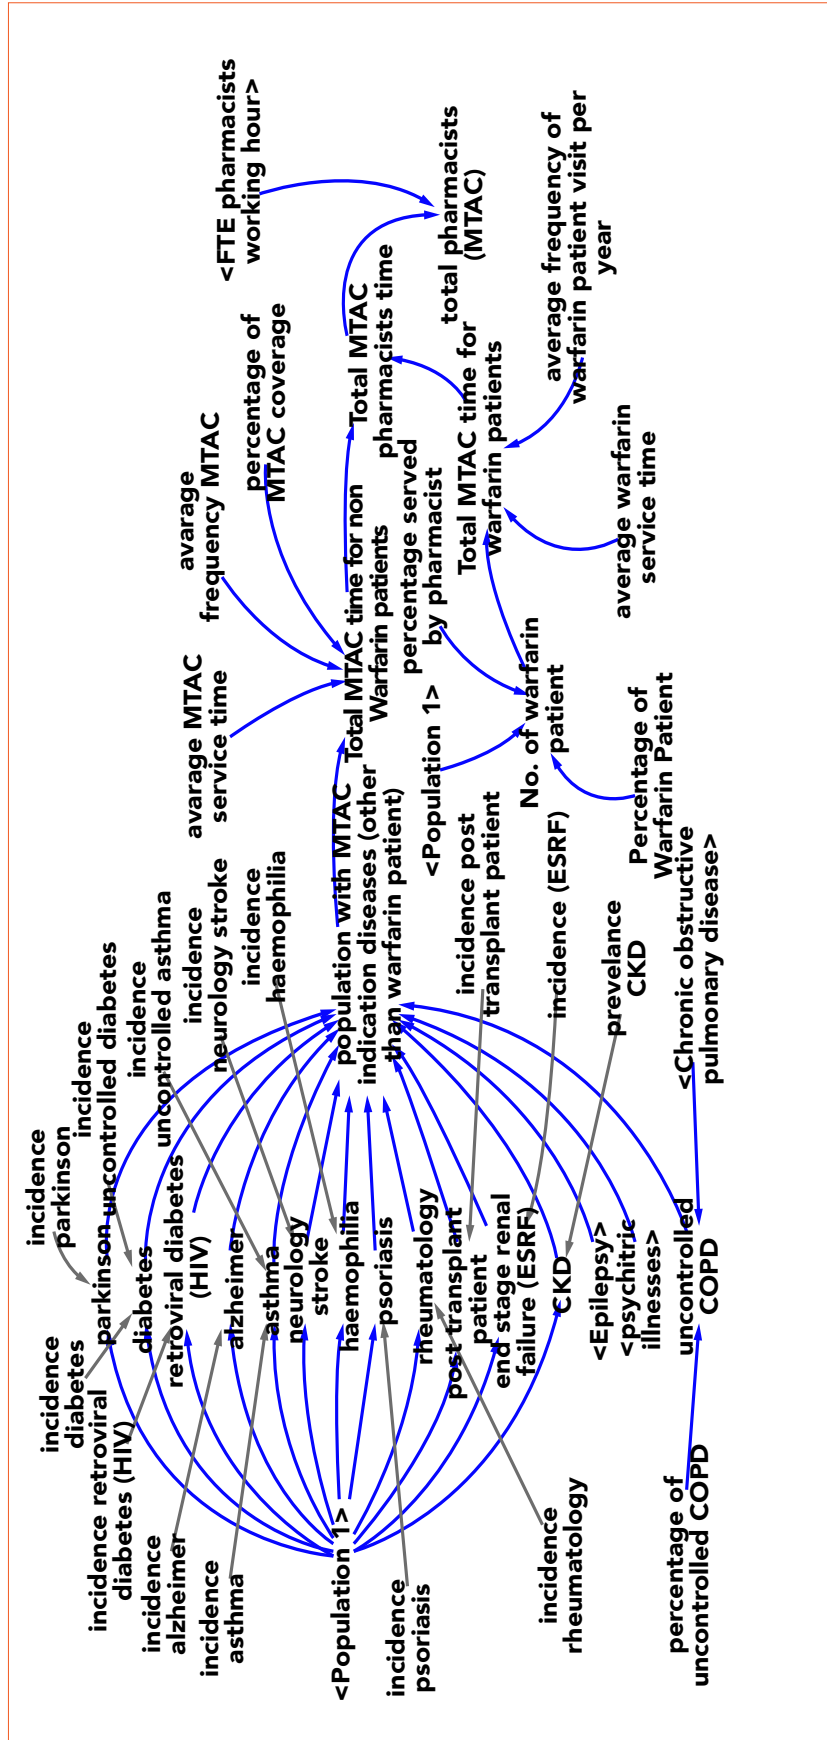 incidence
parkinson
incidence
uncontrolled diabetes
incidence
uncontrolled asthma
incidence
neurology stroke
incidence
haemophilia
incidence
diabetes
incidence retroviral
diabetes (HIV)
incidence
alzheimer
incidence
asthma
<Population 1>
incidence
psoriasis
incidence
rheumatology
percentage of
uncontrolled COPD
parkinson
diabetes
retroviral diabetes
(HIV)
alzheimer
asthma
neurology
stroke
haemophilia
psoriasis
rheumatology
post transplant
patient
end stage renal
failure (ESRF)
CKD
<Epilepsy>
<psychitric
illnesses>
uncontrolled
COPD
population with MTAC
indication diseases (other
than warfarin patient)
incidence post
transplant patient
incidence (ESRF)
prevelance
CKD
<Chronic obstructive
pulmonary disease>
avarage MTAC
service time
avarage
frequency MTAC
percentage of
MTAC coverage
Total MTAC time for non
Warfarin patients
<Population 1>
percentage served
by pharmacist
No. of warfarin
patient
Percentage of
Warfarin Patient
<FTE pharmacists
working hour>
Total MTAC
pharmacists time
total pharmacists
(MTAC)
Total MTAC time for
warfarin patients
average frequency of
warfarin patient visit per
year
average warfarin
service time